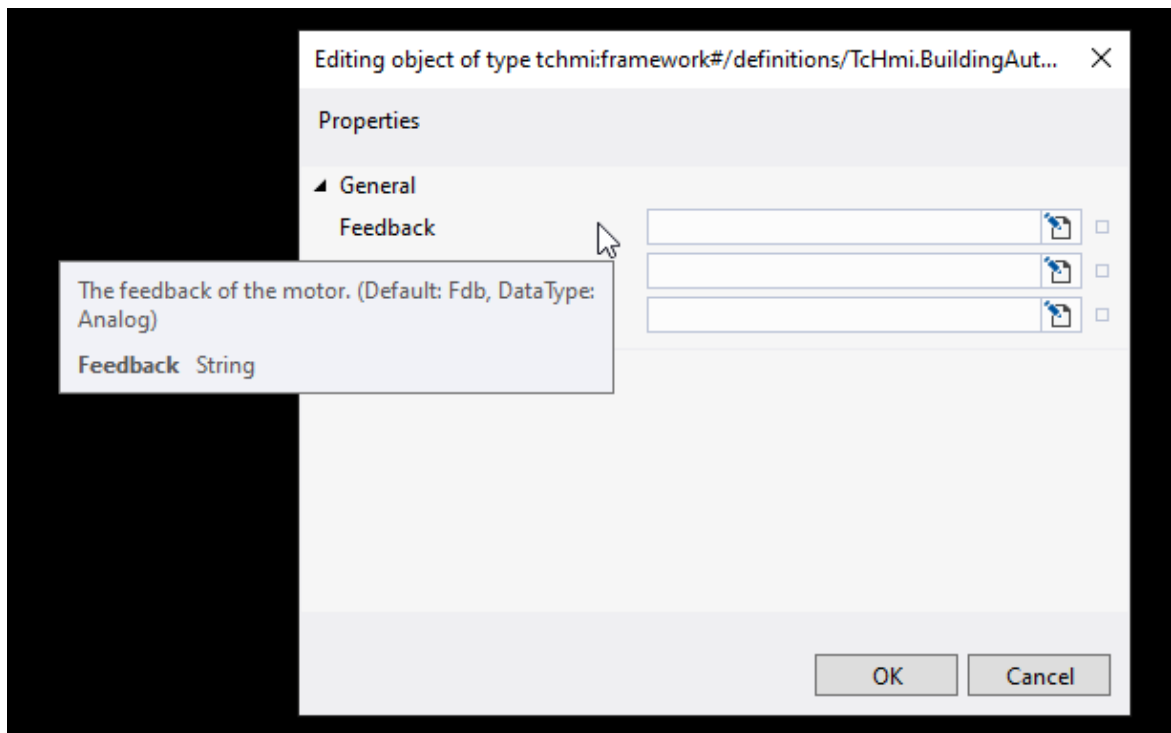 Editing object of type tchmi:framework#/definitions/TcHmi.BuildingAut...
Properties
General
Feedback
The feedback of the motor. (Default: Fdb, DataType:
Analog)
Feedback String
OK Cancel